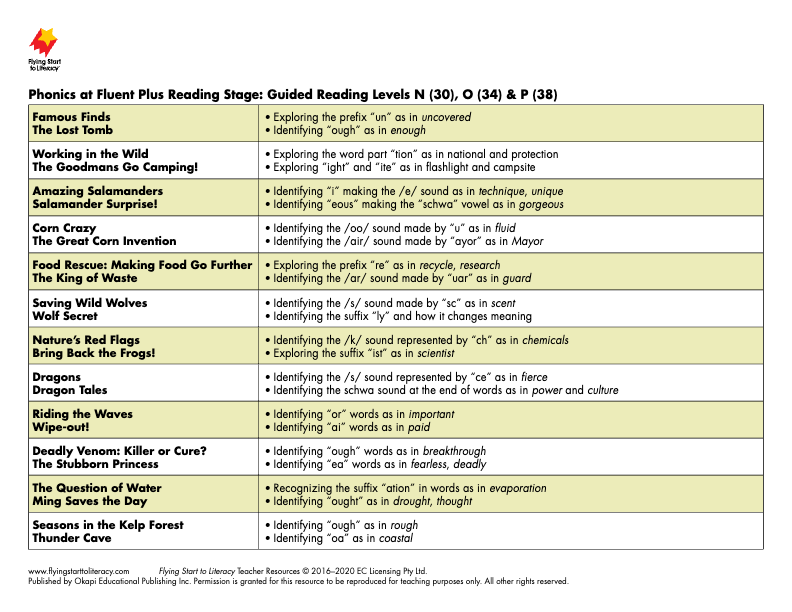 Flying Start
to Literacy
Phonics at Fluent Plus Reading Stage: Guided Reading Levels N (30), O (34) & P (38)
Famous Finds
The Lost Tomb
• Exploring the prefix “un” as in uncovered
• Identifying “ough” as in enough
Working in the Wild
The Goodmans Go Camping!
• Exploring the word part “tion” as in national and protection
• Exploring “ight” and “ite” as in flashlight and campsite
Amazing Salamanders
Salamander Surprise!
• Identifying “i” making the /e/ sound as in technique, unique
• Identifying “eous” making the “schwa” vowel as in gorgeous
Corn Crazy
The Great Corn Invention
• Identifying the /oo/ sound made by “u” as in fluid
• Identifying the /air/ sound made by “ayor” as in Mayor
Food Rescue: Making Food Go Further
The King of Waste
• Exploring the prefix “re” as in recycle, research
• Identifying the /ar/ sound made by “uar” as in guard
Saving Wild Wolves
Wolf Secret
• Identifying the /s/ sound made by “sc” as in scent
• Identifying the suffix “ly” and how it changes meaning
Nature’s Red Flags
Bring Back the Frogs!
• Identifying the /k/ sound represented by “ch” as in chemicals
• Exploring the suffix “ist” as in scientist
Dragons
Dragon Tales
• Identifying the /s/ sound represented by “ce” as in fierce
• Identifying the schwa sound at the end of words as in power and culture
Riding the Waves
Wipe-out!
• Identifying “or” words as in important
• Identifying “ai” words as in paid
Deadly Venom: Killer or Cure?
The Stubborn Princess
• Identifying “ough” words as in breakthrough
• Identifying “ea” words as in fearless, deadly
The Question of Water
Ming Saves the Day
• Recognizing the suffix “ation” in words as in evaporation
• Identifying “ought” as in drought, thought
Seasons in the Kelp Forest
Thunder Cave
• Identifying “ough” as in rough
• Identifying “oa” as in coastal
www.flyingstarttoliteracy.com Flying Start to Literacy Teacher Resources © 2016–2020 EC Licensing Pty Ltd.
Published by Okapi Educational Publishing Inc. Permission is granted for this resource to be reproduced for teaching purposes only. All other rights reserved.